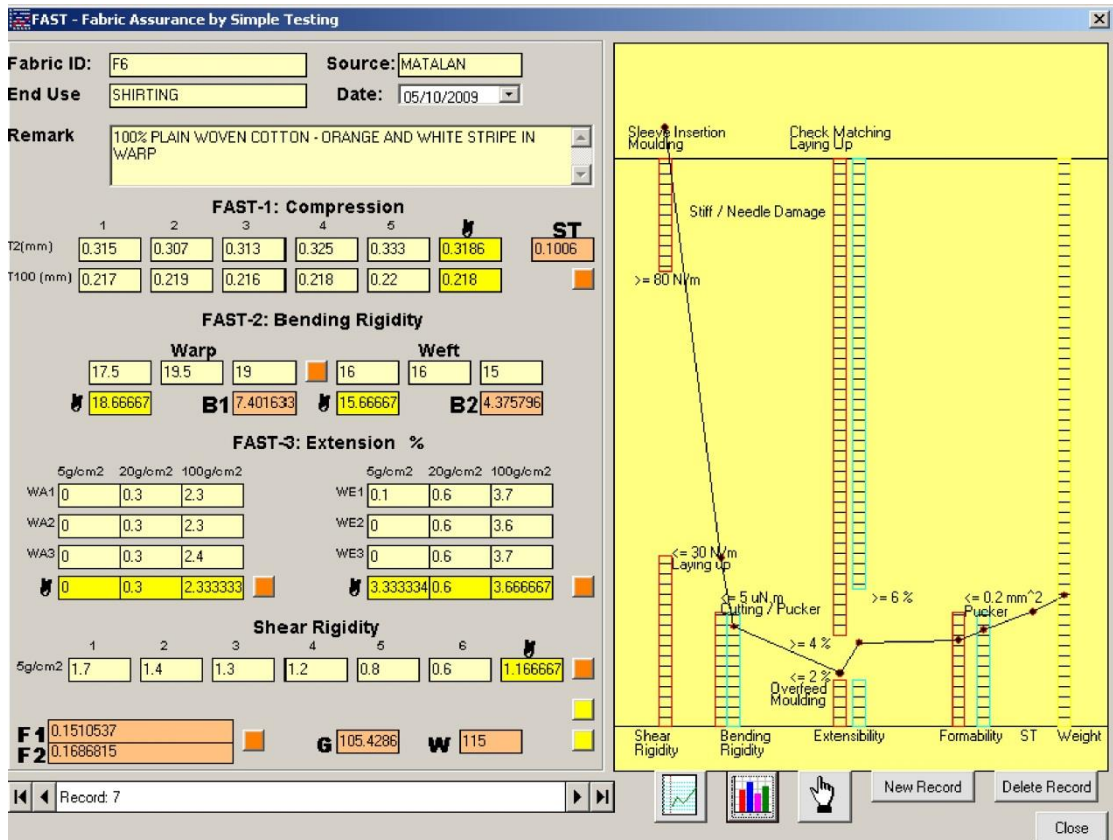 FAST - Fabric Assurance by Simple Testing
Fabric ID: F6 Source: MATALAN
End Use SHIRTING Date: 05/10/2009
Remark 100% PLAIN WOVEN COTTON - ORANGE AND WHITE STRIPE IN
WARP
FAST-1: Compression
1 2 3 4 5 ST
T2(mm) 0.315 0.307 0.313 0.325 0.333 0.3186 0.1006
T100 (mm) 0.217 0.219 0.216 0.218 0.22 0.218
FAST-2: Bending Rigidity
Warp Weft
17.5 19.5 19 16 16 15
18.66667 B1 7.401633 15.66667 B2 4.375796
FAST-3: Extension %
5g/cm2 20g/cm2 100g/cm2 5g/cm2 20g/cm2 100g/cm2
WA1 0 0.3 2.3 WE1 0.1 0.6 3.7
WA2 0 0.3 2.3 WE2 0 0.6 3.6
WA3 0 0.3 2.4 WE3 0 0.6 3.7
0 0.3 2.333333 3.333334 0.6 3.666667
Shear Rigidity
1 2 3 4 5 6
5g/cm2 1.7 1.4 1.3 1.2 0.8 0.6 1.166667
F1 0.1510537
F2 0.1686815
G 105.4286 W 115
Record: 7
Sleeve Insertion Check Matching
Moulding Laying Up
Stiff / Needle Damage
>= 80 N/m
<= 30 N/m
Laying up
<= 5 uN.m >= 6 % <= 0.2 mm^2
Cutting / Pucker Pucker
>= 4 %
<= 2 %
Overfeed
Moulding
Shear Bending Extensibility Formability ST Weight
Rigidity Rigidity
New Record Delete Record
Close